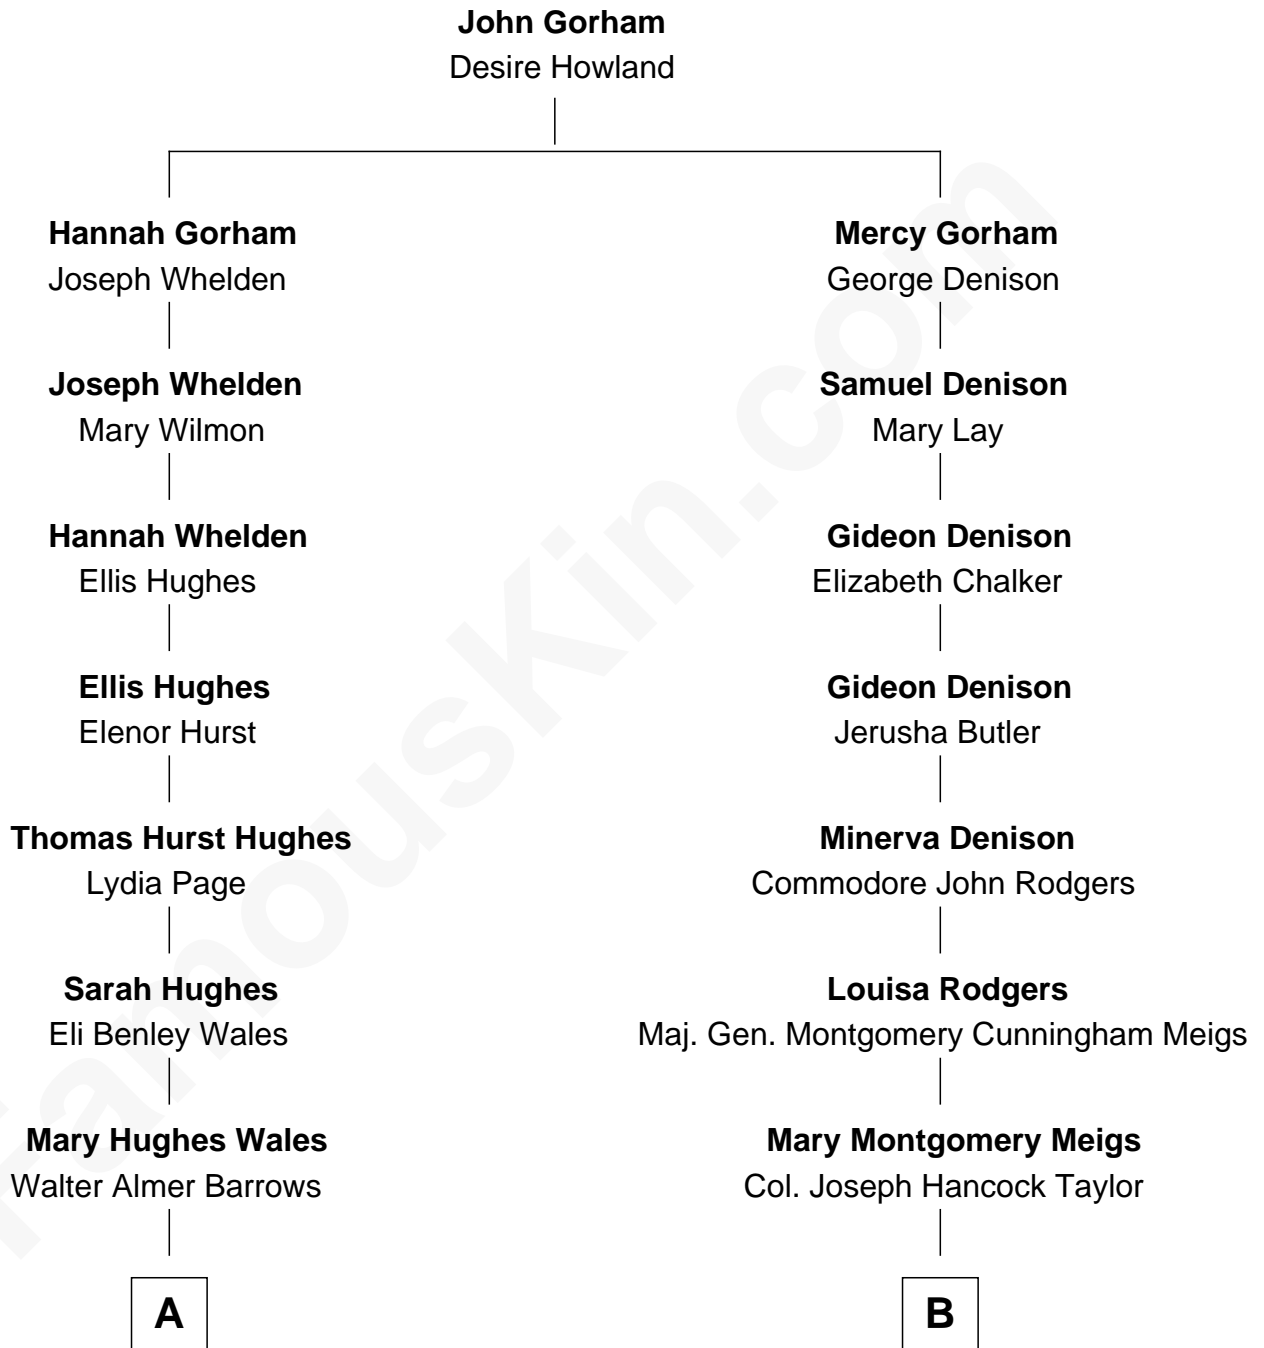 John Gorham
Desire Howland
Hannah Gorham
Joseph Whelden
Mercy Gorham
George Denison
Joseph Whelden
Mary Wilmon
Samuel Denison
Mary Lay
Hannah Whelden
Ellis Hughes
Gideon Denison
Elizabeth Chalker
Ellis Hughes
Elenor Hurst
Gideon Denison
Jerusha Butler
Thomas Hurst Hughes
Lydia Page
Minerva Denison
Commodore John Rodgers
Sarah Hughes
Eli Benley Wales
Louisa Rodgers
Maj. Gen. Montgomery Cunningham Meigs
Mary Hughes Wales
Walter Almer Barrows
Mary Montgomery Meigs
Col. Joseph Hancock Taylor
A
B
FamousKin.com